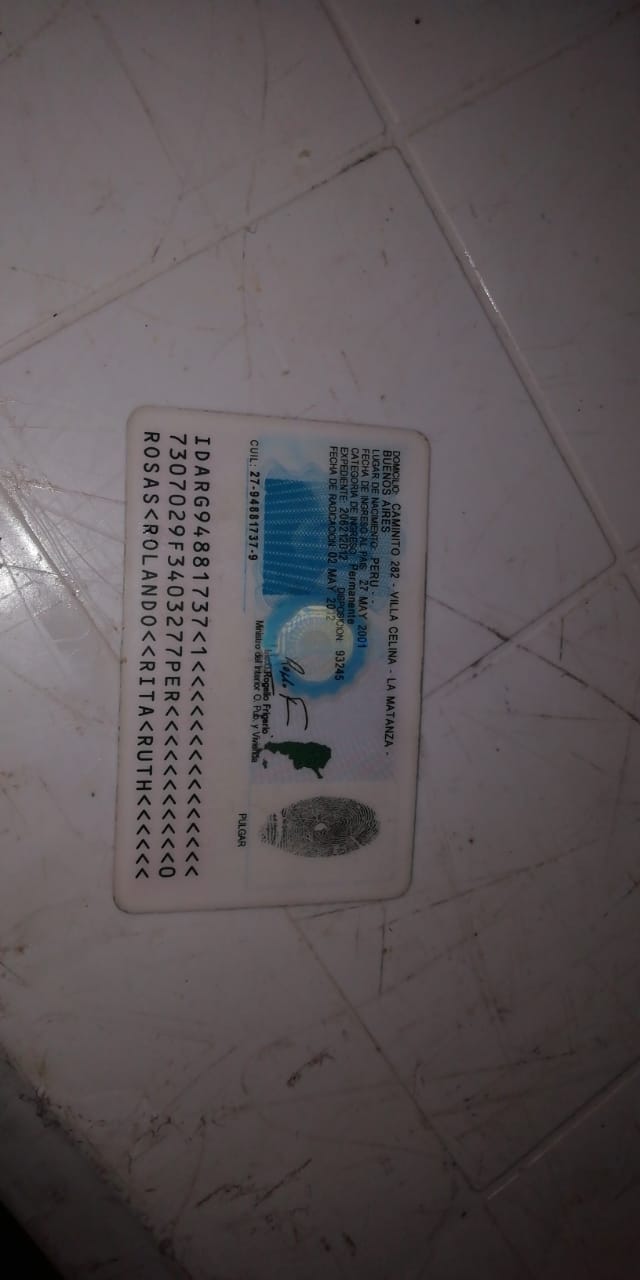 DOMICILIO: CAMINITO 282 - VILLA CELINA - LA MATANZA -
BUENOS AIRES
LUGAR DE NACIMIENTO: PERU
FECHA DE INGRESO AL PAIS: 27 MAY 2001
CATEGORIA DE INGRESO: Permanente
EXPEDIENTE: DISPOSICION: 93245
FECHA DE RADICACION: 02 MAY 2012
Rogelio Frigerio
Ministro del Interior O. Pub. y Vivienda
CUIL: 27-94881737-9
PULGAR
IDARG94881737<1<<<<<<<<<<<<<<<
7307029F3403277PER<<<<<<<<<<<0
ROSAS<ROLANDO<<RITA<RUTH<<<<<<